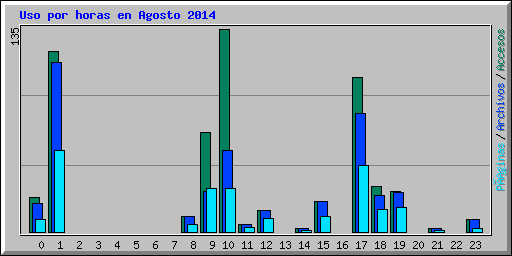 Uso por horas en Agosto 2014
135
0 1 2 3 4 5 6 7 8 9 10 11 12 13 14 15 16 17 18 19 20 21 22 23
Páginas / Archivos / Accesos